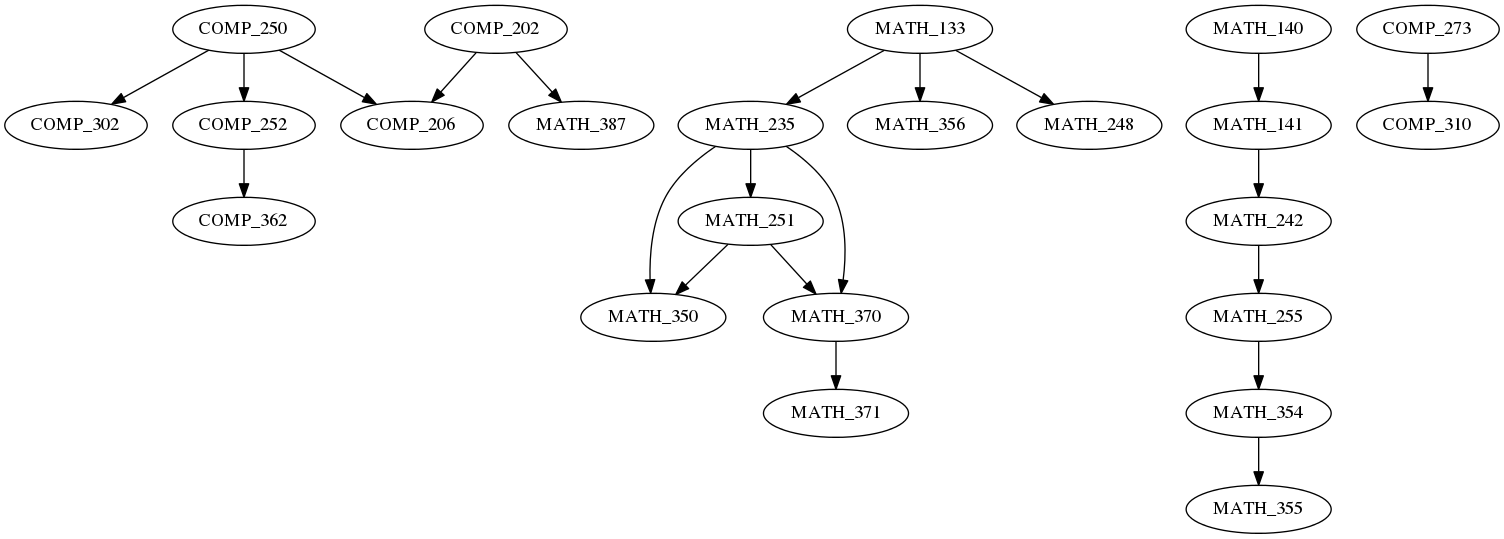 COMP_250
COMP_202
MATH_133
MATH_140
COMP_273
COMP_302
COMP_252
COMP_206
MATH_387
MATH_235
MATH_356
MATH_248
MATH_141
COMP_310
COMP_362
MATH_251
MATH_242
MATH_350
MATH_370
MATH_255
MATH_371
MATH_354
MATH_355